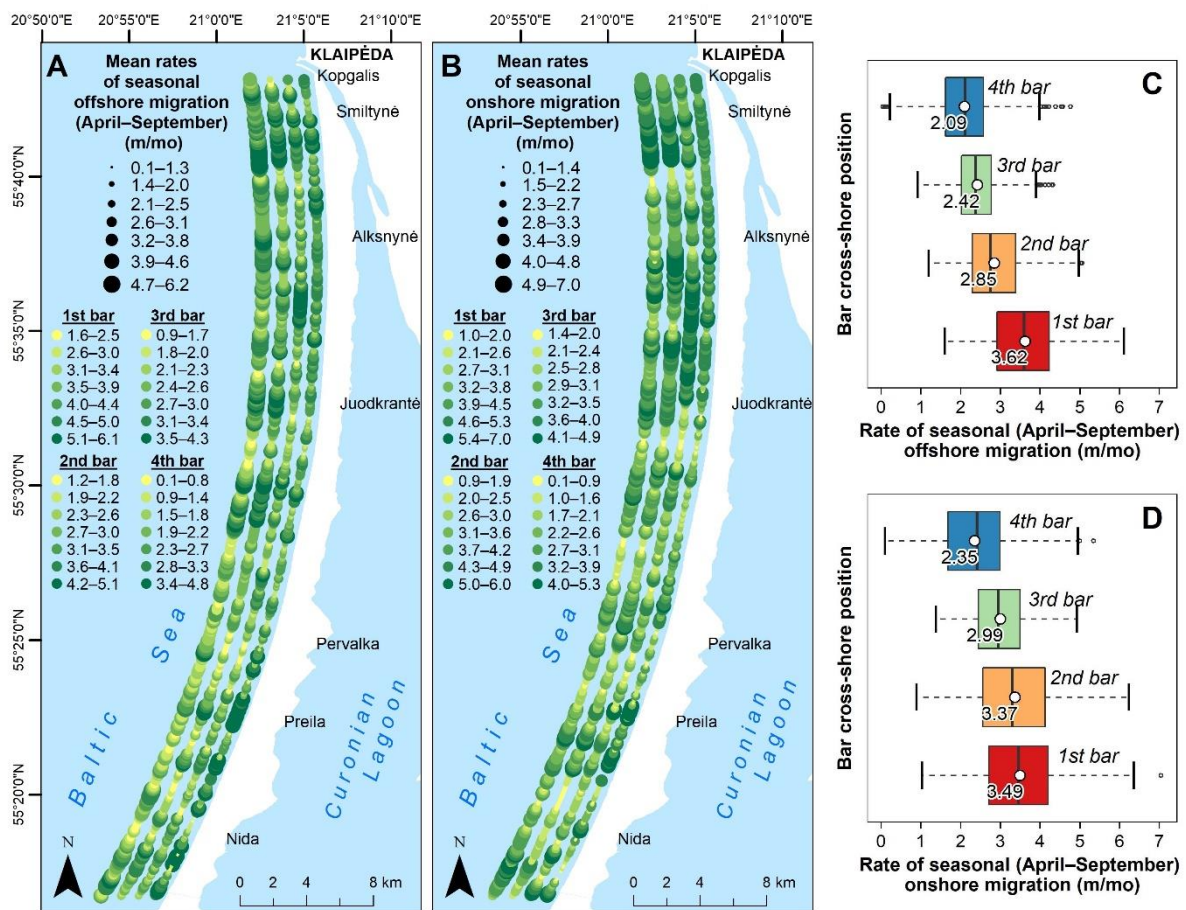 20°50'0"E 20°55'0"E 21°0'0"E 21°5'0"E 21°10'0"E
55°40'0"N
55°35'0"N
55°30'0"N
55°25'0"N
55°20'0"N
A
Mean rates
of seasonal
offshore migration
(April–September)
(m/mo)
0.1–1.3
1.4–2.0
2.1–2.5
2.6–3.1
3.2–3.8
3.9–4.6
4.7–6.2
1st bar 3rd bar
1.6–2.5 0.9–1.7
2.6–3.0 1.8–2.0
3.1–3.4 2.1–2.3
3.5–3.9 2.4–2.6
4.0–4.4 2.7–3.0
4.5–5.0 3.1–3.4
5.1–6.1 3.5–4.3
2nd bar 4th bar
1.2–1.8 0.1–0.8
1.9–2.2 0.9–1.4
2.3–2.6 1.5–1.8
2.7–3.0 1.9–2.2
3.1–3.5 2.3–2.7
3.6–4.1 2.8–3.3
4.2–5.1 3.4–4.8
KLAIPĖDA
Kopgalis
Smiltynė
Alksnynė
Juodkrantė
Pervalka
Preila
Nida
Baltic Sea
Curonian
Lagoon
N
0 2 4 8 km
20°55'0"E 21°0'0"E 21°5'0"E 21°10'0"E
B
Mean rates
of seasonal
onshore migration
(April–September)
(m/mo)
0.1–1.4
1.5–2.2
2.3–2.7
2.8–3.3
3.4–3.9
4.0–4.8
4.9–7.0
1st bar 3rd bar
1.0–2.0 1.4–2.0
2.1–2.6 2.1–2.4
2.7–3.1 2.5–2.8
3.2–3.8 2.9–3.1
3.9–4.5 3.2–3.5
4.6–5.3 3.6–4.0
5.4–7.0 4.1–4.9
2nd bar 4th bar
0.9–1.9 0.1–0.9
2.0–2.5 1.0–1.6
2.6–3.0 1.7–2.1
3.1–3.6 2.2–2.6
3.7–4.2 2.7–3.1
4.3–4.9 3.2–3.9
5.0–6.0 4.0–5.3
KLAIPĖDA
Kopgalis
Smiltynė
Alksnynė
Juodkrantė
Pervalka
Preila
Nida
Baltic Sea
Curonian
Lagoon
N
0 2 4 8 km
C
Bar cross-shore position
4th bar
2.09
3rd bar
2.42
2nd bar
2.85
1st bar
3.62
0 1 2 3 4 5 6 7
Rate of seasonal (April–September)
offshore migration (m/mo)
D
Bar cross-shore position
4th bar
2.35
3rd bar
2.99
2nd bar
3.37
1st bar
3.49
0 1 2 3 4 5 6 7
Rate of seasonal (April–September)
onshore migration (m/mo)